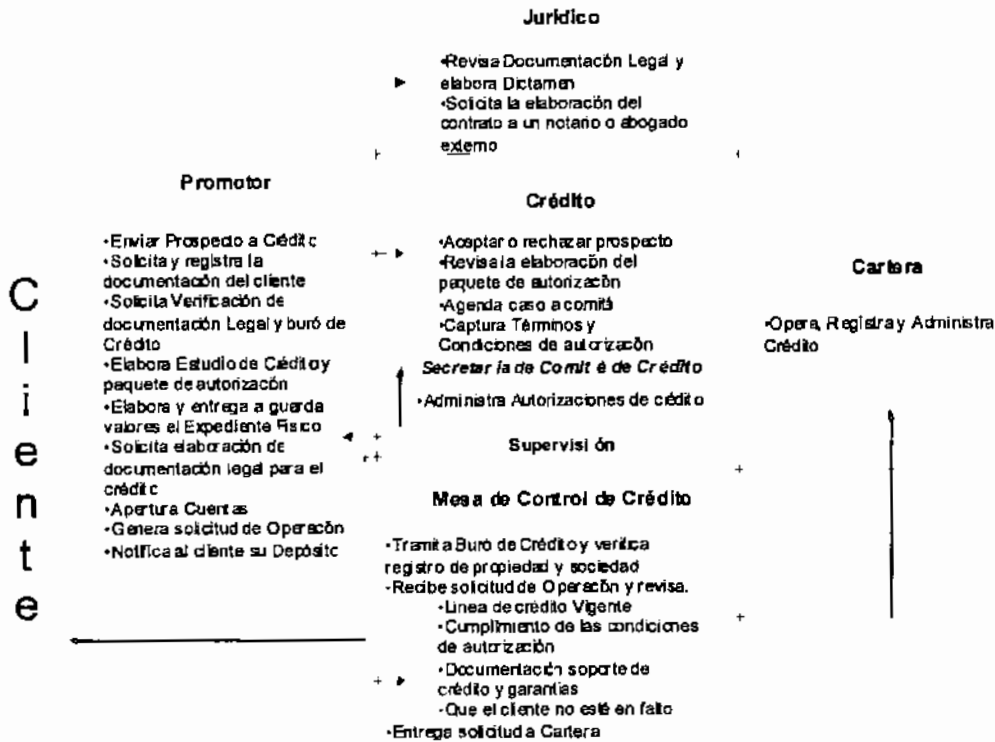 Cliente
Promotor
•Enviar Prospecto a Crédito
•Solicita y registra la
documentación del cliente
•Solicita Verificación de
documentación Legal y buró de
Crédito
•Elabora Estudio de Crédito y
paquete de autorización
•Elabora y entrega a guarda
valores el Expediente Fisico
•Solicita elaboración de
documentación legal para el
crédito
•Apertura Cuentas
•Genera solicitud de Operación
•Notifica al cliente su Depósito
Jurídico
•Revisa Documentación Legal y
elabora Dictamen
•Solicita la elaboración del
contrato a un notario o abogado
externo
Crédito
•Aceptar o rechazar prospecto
•Revisa la elaboración del
paquete de autorización
•Agenda caso a comité
•Captura Términos y
Condiciones de autorización
Secretaría de Comité de Crédito
•Administra Autorizaciones de crédito
Supervisión
Mesa de Control de Crédito
•Tramita Buró de Crédito y verifica
registro de propiedad y sociedad
•Recibe solicitud de Operación y revisa.
•Linea de crédito Vigente
•Cumplimiento de las condiciones
de autorización
•Documentación soporte de
crédito y garantías
•Que el cliente no esté en falto
•Entrega solicitud a Cartera
Cartera
•Opera, Registra y Administra
Crédito